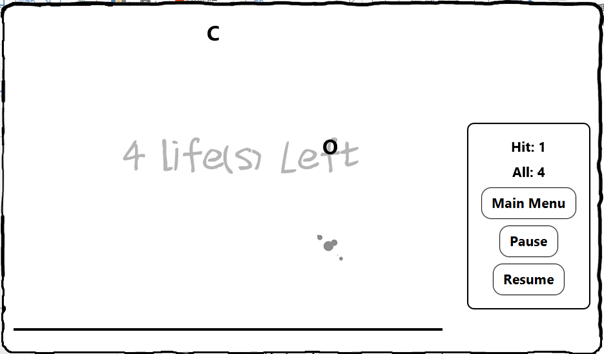 C
O
4 life(s) Left
Hit: 1
All: 4
Main Menu
Pause
Resume